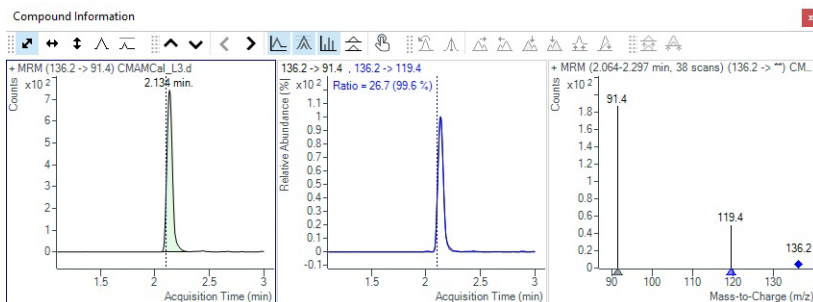 Compound Information
x
+ MRM (136.2 -> 91.4) CMAMCal_L3.d
Counts
x10²
2.134 min.
7
6
5
4
3
2
1
0
1.5
2
2.5
3
Acquisition Time (min)
136.2 -> 91.4 , 136.2 -> 119.4
Relative Abundance (%)
x10²
Ratio = 26.7 (99.6 %)
1.1
1
0.9
0.8
0.7
0.6
0.5
0.4
0.3
0.2
0.1
0
-0.1
1.5
2
2.5
3
Acquisition Time (min)
+ MRM (2.064-2.297 min, 38 scans) (136.2 -> **) CM...
Counts
x10²
91.4
119.4
136.2
1.8
1.6
1.4
1.2
1
0.8
0.6
0.4
0.2
0
90
100
110
120
130
Mass-to-Charge (m/z)